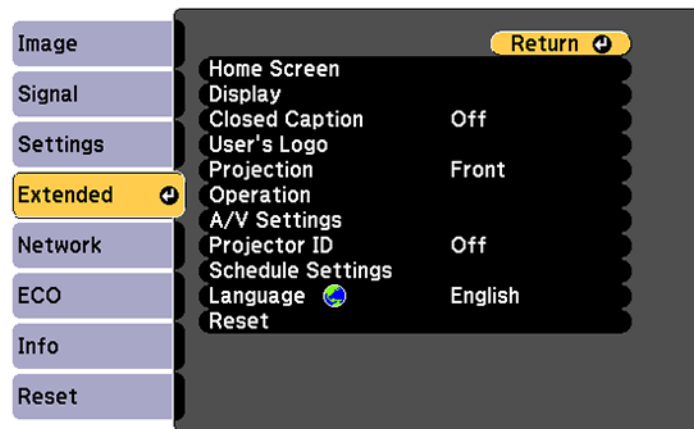 Image
Signal
Settings
Extended
Network
ECO
Info
Reset
Return
Home Screen
Display
Closed Caption Off
User's Logo
Projection Front
Operation
A/V Settings
Projector ID Off
Schedule Settings
Language English
Reset